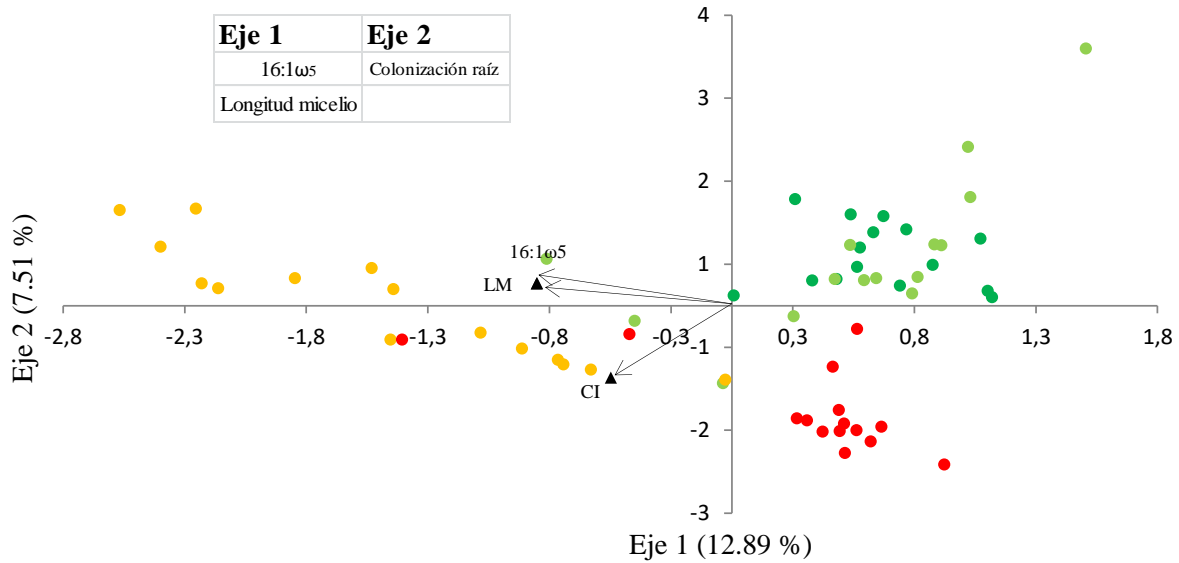 Eje 1 Eje 2
16:1ω5 Colonización raíz
Longitud micelio
4
3
2
1
-1
-2
-3
-2,8 -2,3 -1,8 -1,3 -0,8 -0,3 0,3 0,8 1,3 1,8
16:1ω5
LM
CI
Eje 2 (7.51 %)
Eje 1 (12.89 %)